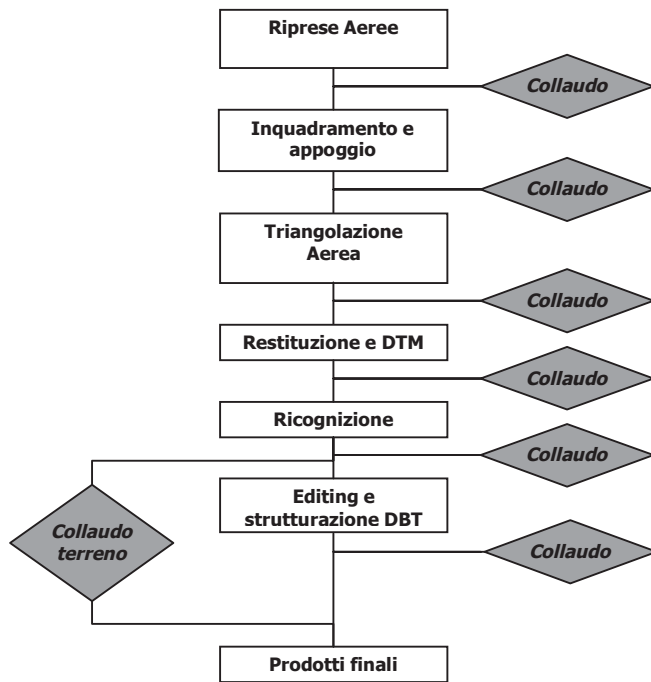 Riprese Aeree
Collaudo
Inquadramento e
appoggio
Collaudo
Triangolazione
Aerea
Collaudo
Restituzione e DTM
Collaudo
Ricognizione
Collaudo
Editing e
strutturazione DBT
Collaudo
terreno
Collaudo
Prodotti finali